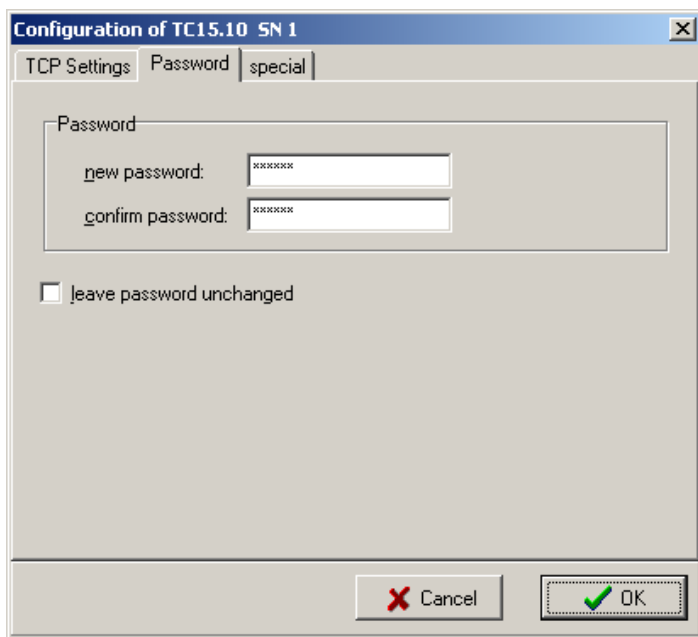 Configuration of TC15.10 SN 1
TCP Settings Password special
Password
new password: ******
confirm password: ******
leave password unchanged
Cancel OK